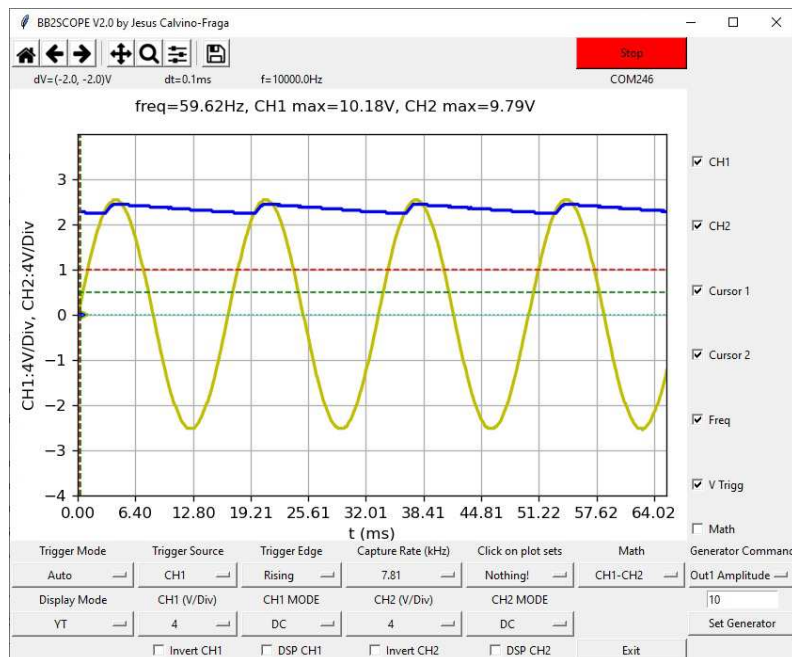 BB2SCOPE V2.0 by Jesus Calvino-Fraga
Stop
dV=(-2.0, -2.0)V dt=0.1ms f=10000.0Hz COM246
freq=59.62Hz, CH1 max=10.18V, CH2 max=9.79V
CH1:4V/Div, CH2:4V/Div
3
2
1
0
−1
−2
−3
−4
0.00 6.40 12.80 19.21 25.61 32.01 38.41 44.81 51.22 57.62 64.02
t (ms)
CH1
CH2
Cursor 1
Cursor 2
Freq
V Trigg
Math
Trigger Mode Trigger Source Trigger Edge Capture Rate (kHz) Click on plot sets Math Generator Command
Auto CH1 Rising 7.81 Nothing! CH1-CH2 Out1 Amplitude
Display Mode CH1 (V/Div) CH1 MODE CH2 (V/Div) CH2 MODE 10
YT 4 DC 4 DC Set Generator
Invert CH1 DSP CH1 Invert CH2 DSP CH2 Exit